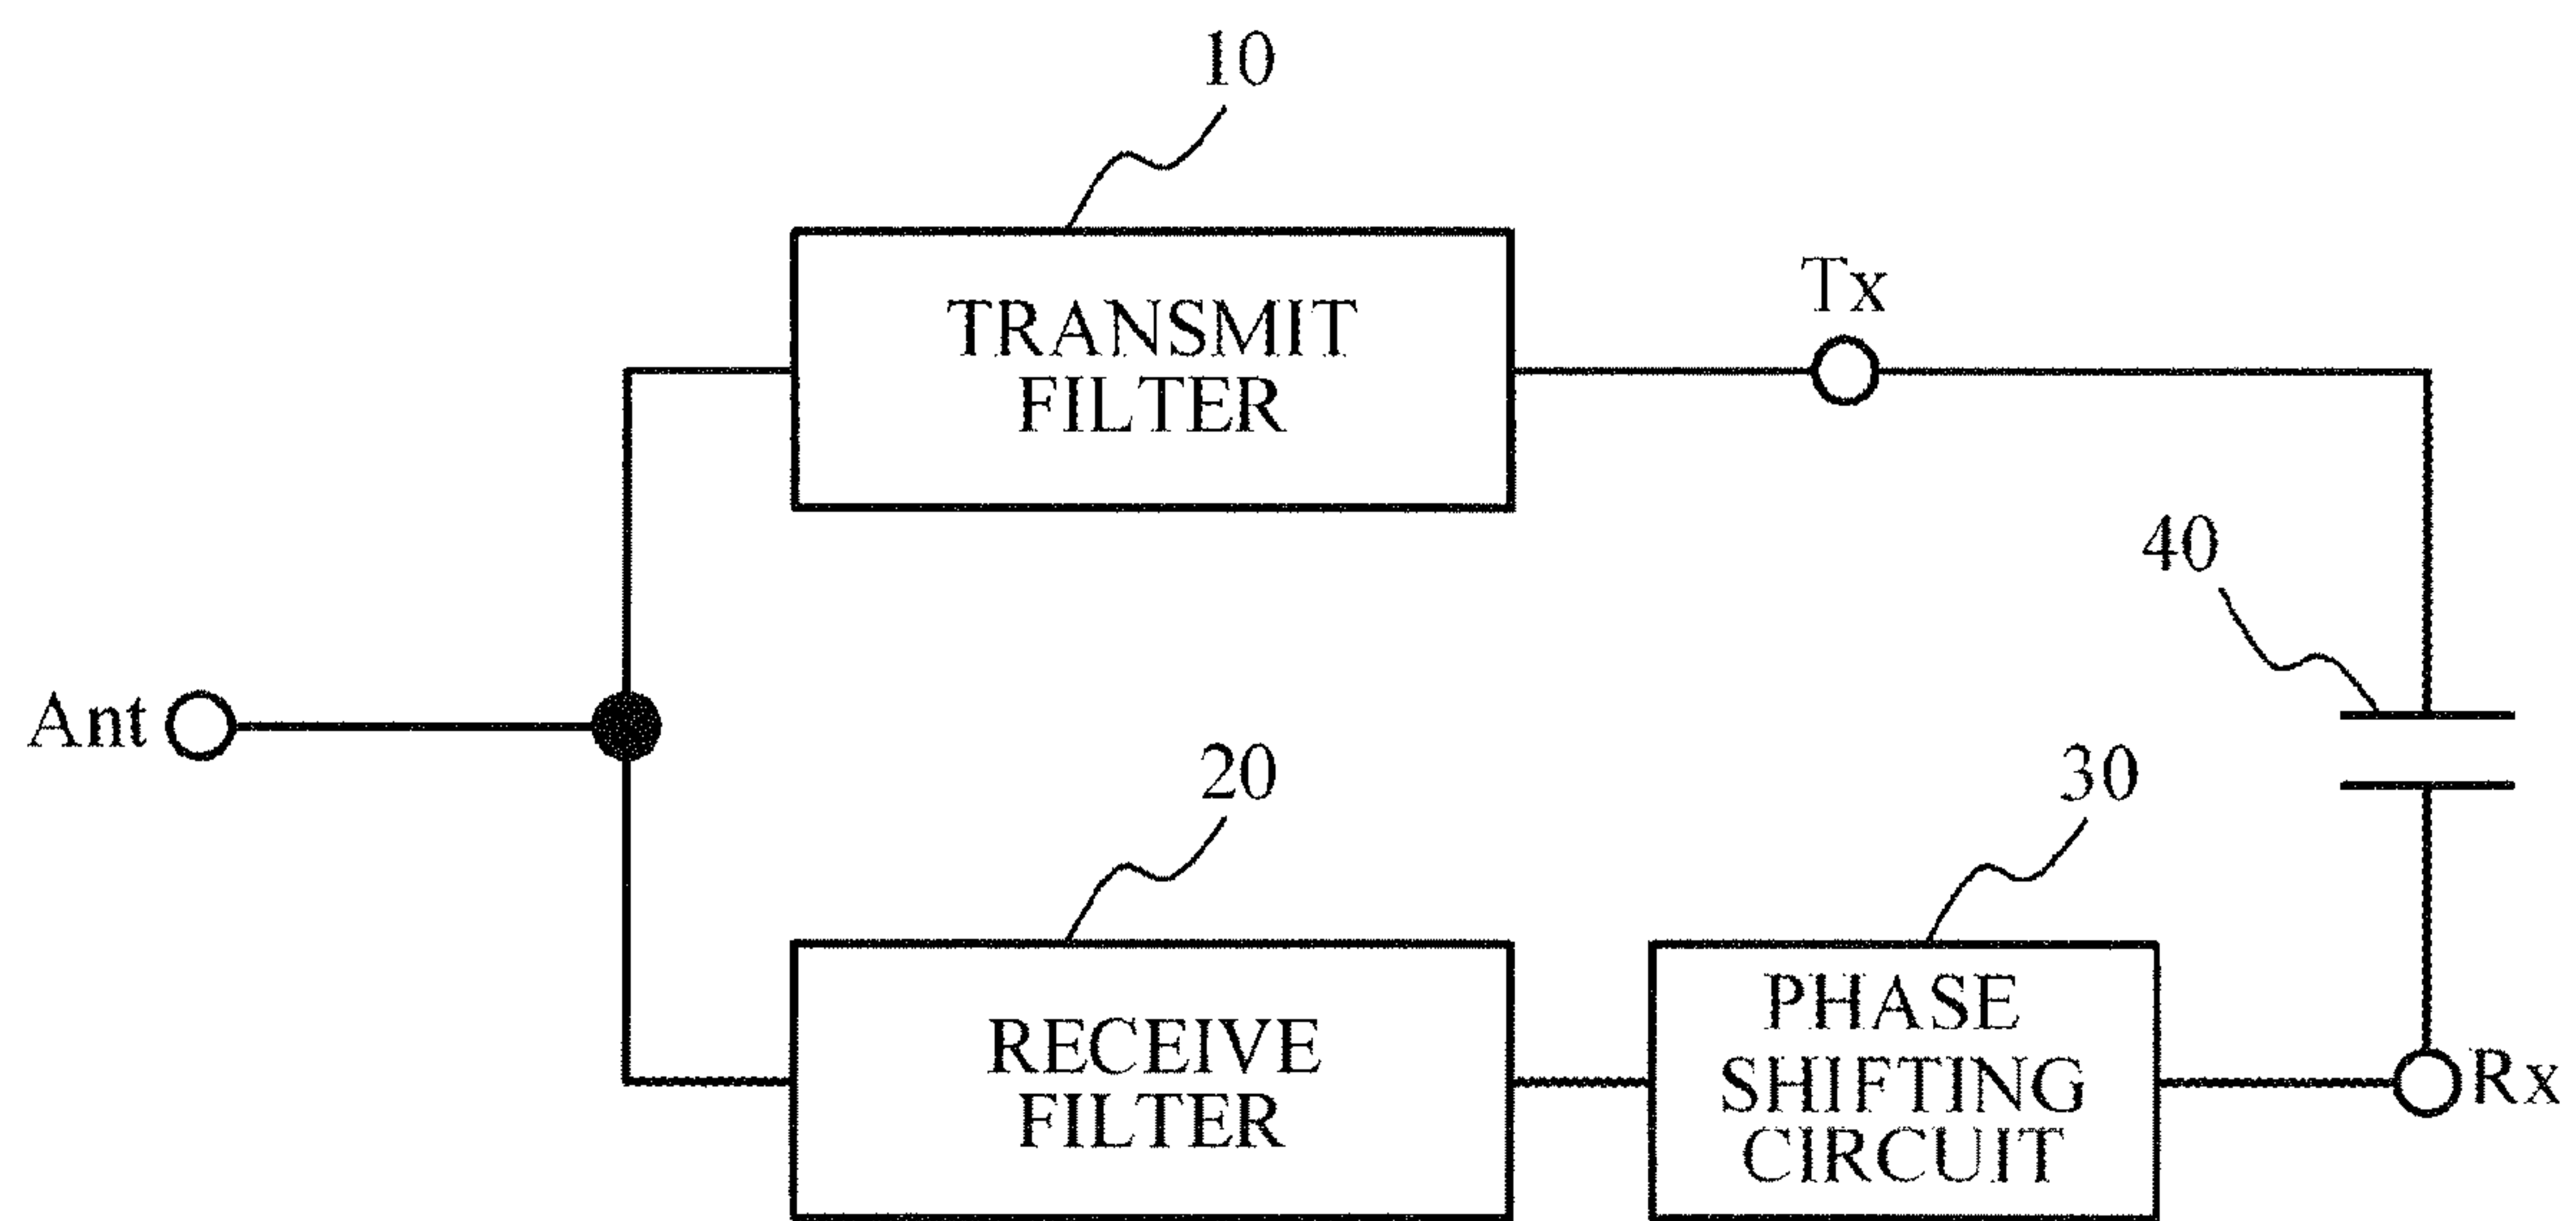 10
TRANSMIT
FILTER
Tx
40
Ant
20
30
RECEIVE
FILTER
PHASE
SHIFTING
CIRCUIT
Rx